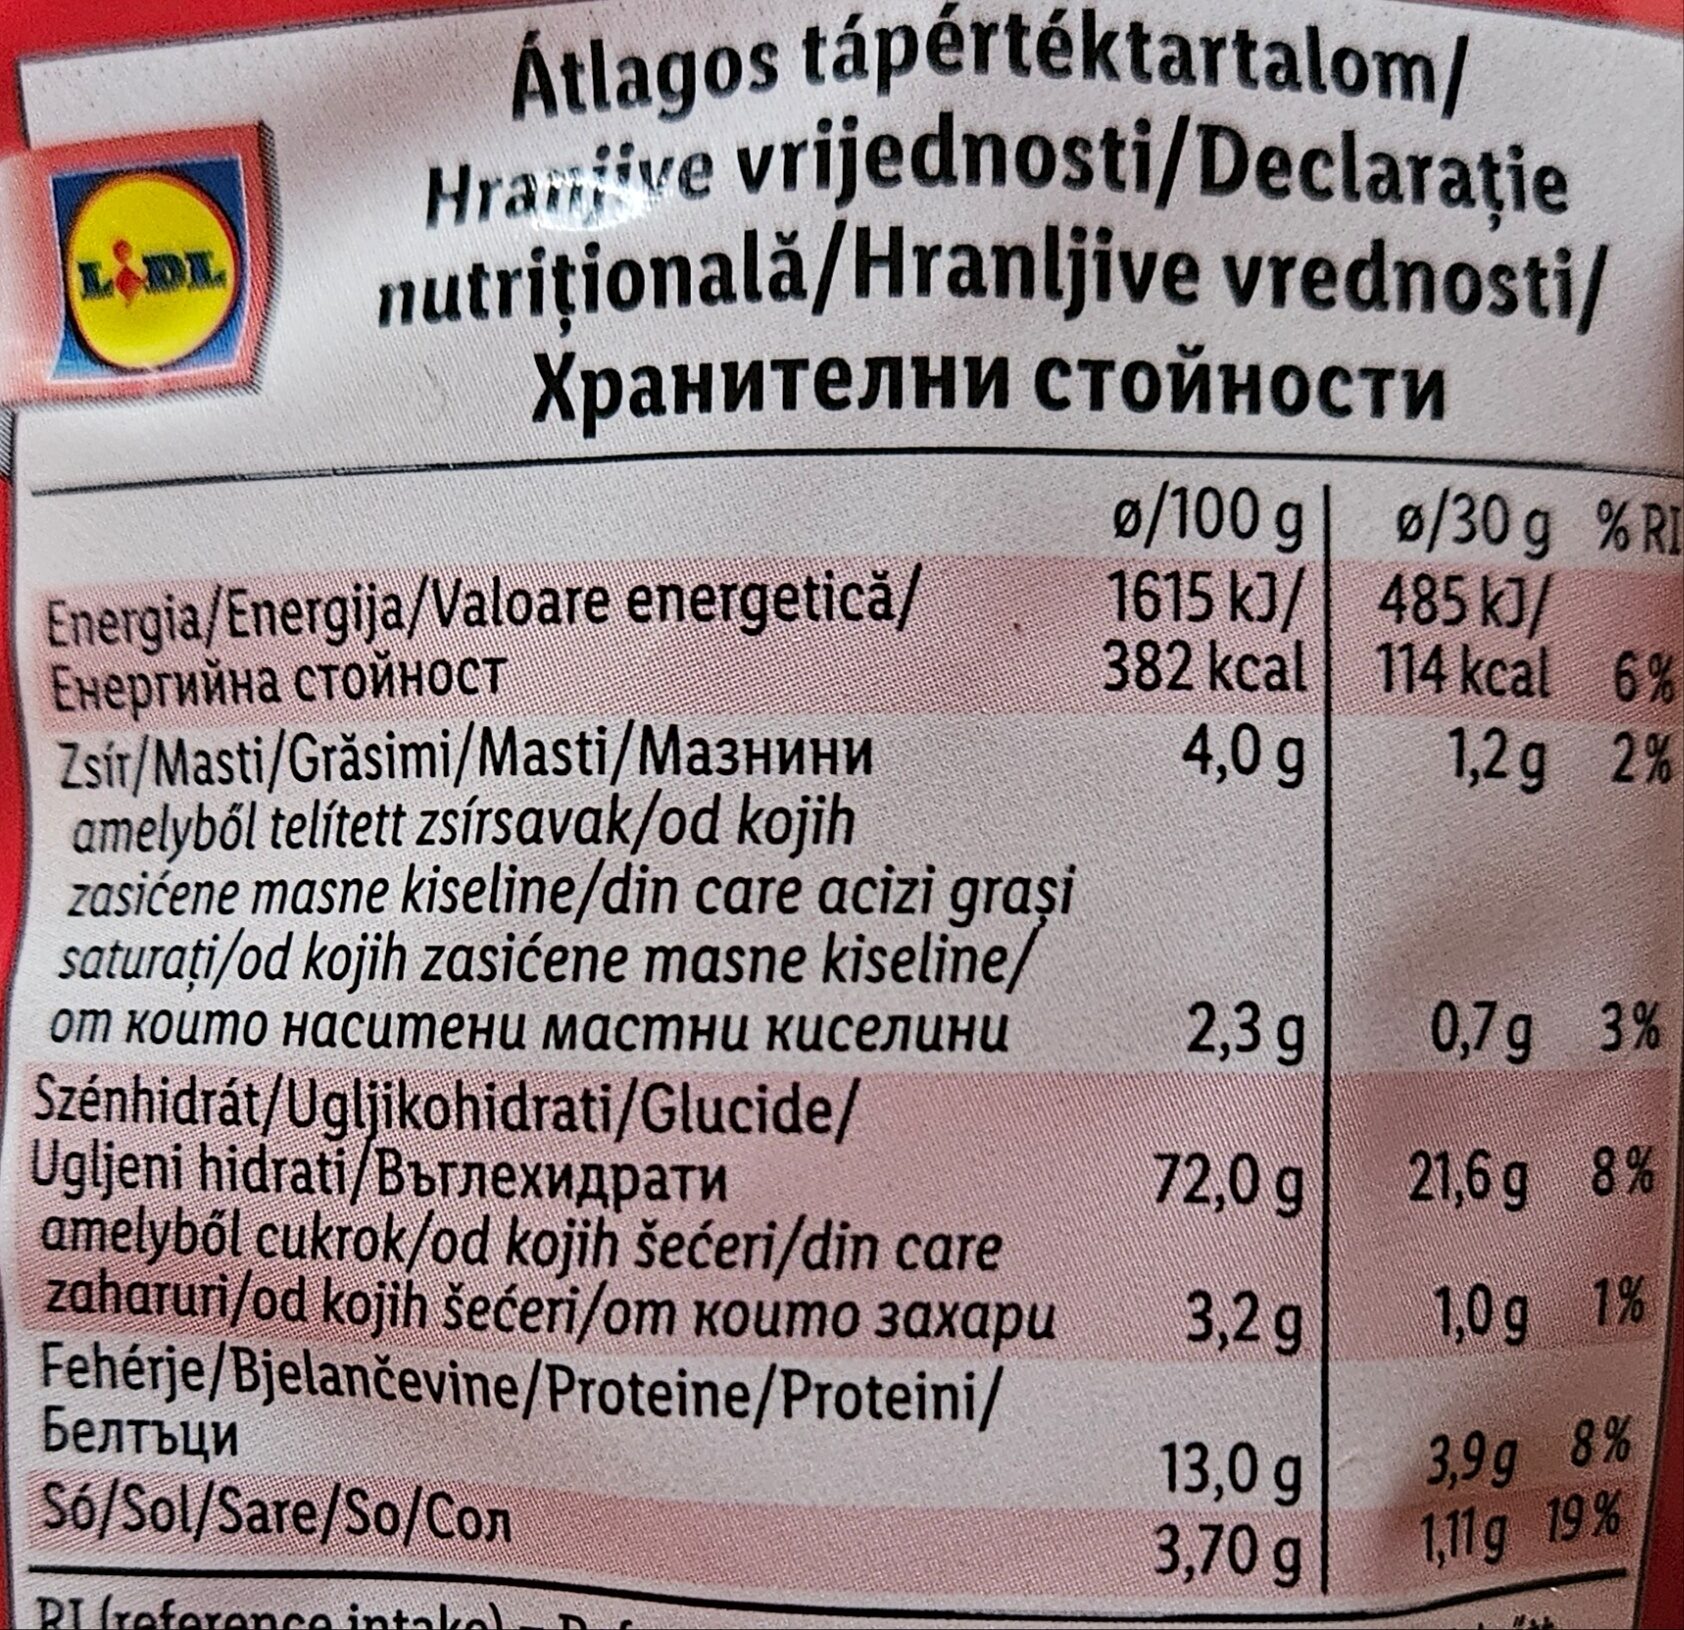 Átlagos tápértéktartalom/
Hranjive vrijednosti/Declarație
nutrițională/Hranljive vrednosti/
Хранителни стойности
LIDL
ø/100 g ø/30 g % RI
Energia/Energija/Valoare energetică/ 1615 kJ/ 485 kJ/
Енергийна стойност 382 kcal 114 kcal 6%
Zsír/Masti/Grăsimi/Masti/Мазнини 4,0 g 1,2 g 2%
amelyből telített zsírsavak/od kojih
zasićene masne kiseline/din care acizi grași
saturați/od kojih zasićene masne kiseline/
от които наситени мастни киселини 2,3 g 0,7 g 3%
Szénhidrát/Ugljikohidrati/Glucide/
Ugljeni hidrati/Въглехидрати 72,0 g 21,6 g 8%
amelyből cukrok/od kojih šećeri/din care
zaharuri/od kojih šećeri/от които захари 3,2 g 1,0 g 1%
Fehérje/Bjelančevine/Proteine/Proteini/
Белтъци 13,0 g 3,9 g 8%
Só/Sol/Sare/So/Сол 3,70 g 1,11 g 19%
RI (reference intake)